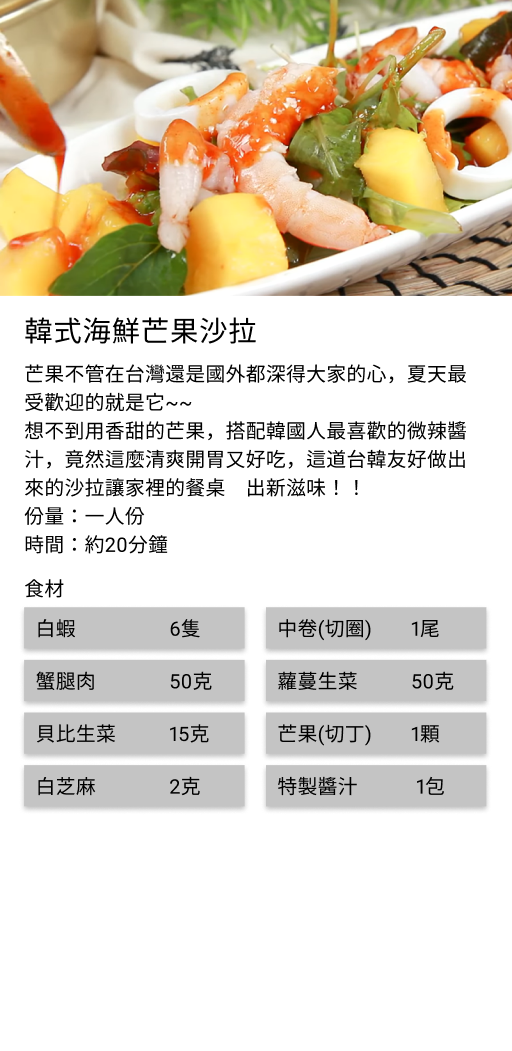 韓式海鮮芒果沙拉
芒果不管在台灣還是國外都深得大家的心，夏天最
受歡迎的就是它~~
想不到用香甜的芒果，搭配韓國人最喜歡的微辣醬
汁，竟然這麼清爽開胃又好吃，這道台韓友好做出
來的沙拉讓家裡的餐桌　出新滋味！！
份量：一人份
時間：約20分鐘
食材
白蝦 6隻 中卷(切圈) 1尾
蟹腿肉 50克 蘿蔓生菜 50克
貝比生菜 15克 芒果(切丁) 1顆
白芝麻 2克 特製醬汁 1包